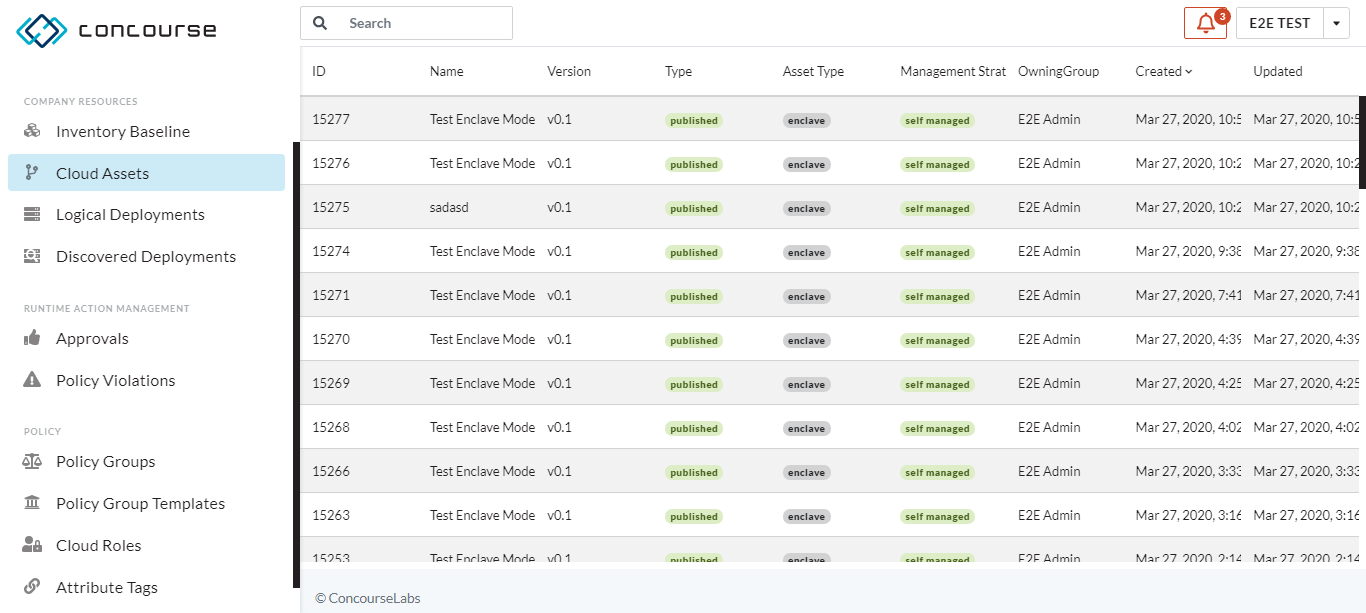 concourse
Search
3
E2E TEST
COMPANY RESOURCES
Inventory Baseline
Cloud Assets
Logical Deployments
Discovered Deployments
RUNTIME ACTION MANAGEMENT
Approvals
Policy Violations
POLICY
Policy Groups
Policy Group Templates
Cloud Roles
Attribute Tags
ID Name Version Type Asset Type Management Strat OwningGroup Created Updated
15277 Test Enclave Mode v0.1 published enclave self managed E2E Admin Mar 27, 2020, 10:5 Mar 27, 2020, 10:5
15276 Test Enclave Mode v0.1 published enclave self managed E2E Admin Mar 27, 2020, 10:2 Mar 27, 2020, 10:2
15275 sadasd v0.1 published enclave self managed E2E Admin Mar 27, 2020, 10:2 Mar 27, 2020, 10:2
15274 Test Enclave Mode v0.1 published enclave self managed E2E Admin Mar 27, 2020, 9:38 Mar 27, 2020, 9:38
15271 Test Enclave Mode v0.1 published enclave self managed E2E Admin Mar 27, 2020, 7:41 Mar 27, 2020, 7:41
15270 Test Enclave Mode v0.1 published enclave self managed E2E Admin Mar 27, 2020, 4:39 Mar 27, 2020, 4:39
15269 Test Enclave Mode v0.1 published enclave self managed E2E Admin Mar 27, 2020, 4:25 Mar 27, 2020, 4:25
15268 Test Enclave Mode v0.1 published enclave self managed E2E Admin Mar 27, 2020, 4:02 Mar 27, 2020, 4:02
15266 Test Enclave Mode v0.1 published enclave self managed E2E Admin Mar 27, 2020, 3:33 Mar 27, 2020, 3:33
15263 Test Enclave Mode v0.1 published enclave self managed E2E Admin Mar 27, 2020, 3:16 Mar 27, 2020, 3:16
15253 Test Enclave Mode v0.1 published enclave self managed E2E Admin Mar 27, 2020, 2:14 Mar 27, 2020, 2:14
© ConcourseLabs